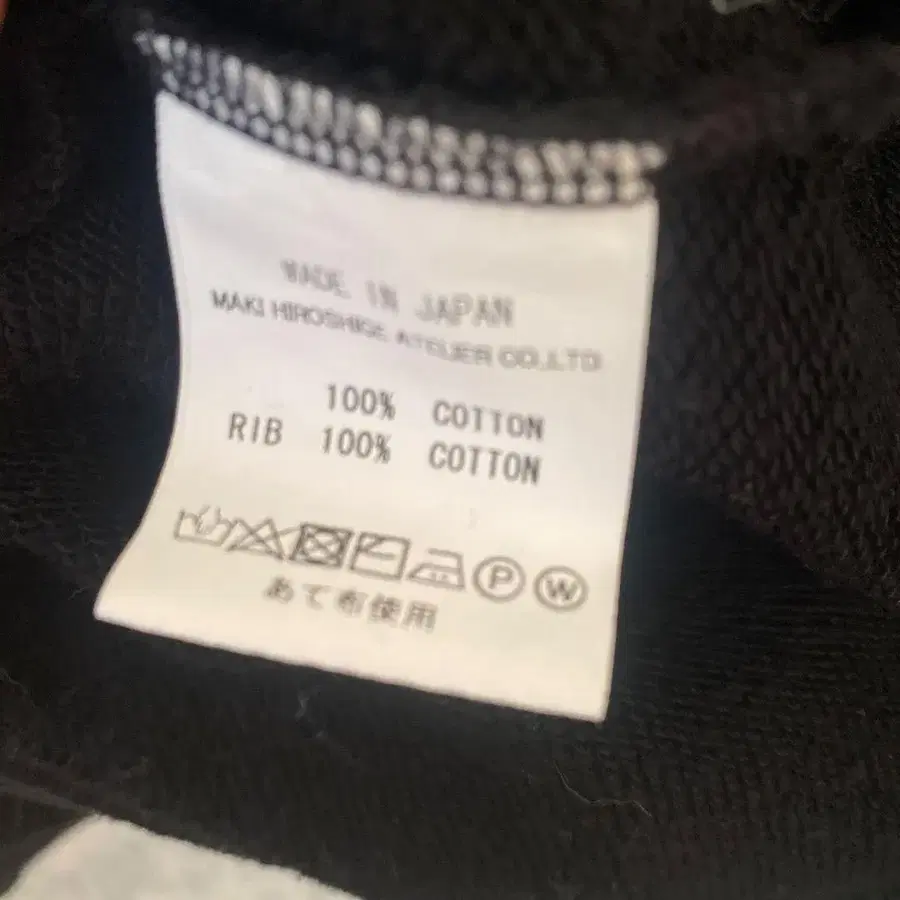 MADE IN JAPAN
MAKI HIROSHIGE ATELIER CO.,LTD
100% COTTON
RIB 100% COTTON
P W
あて布使用